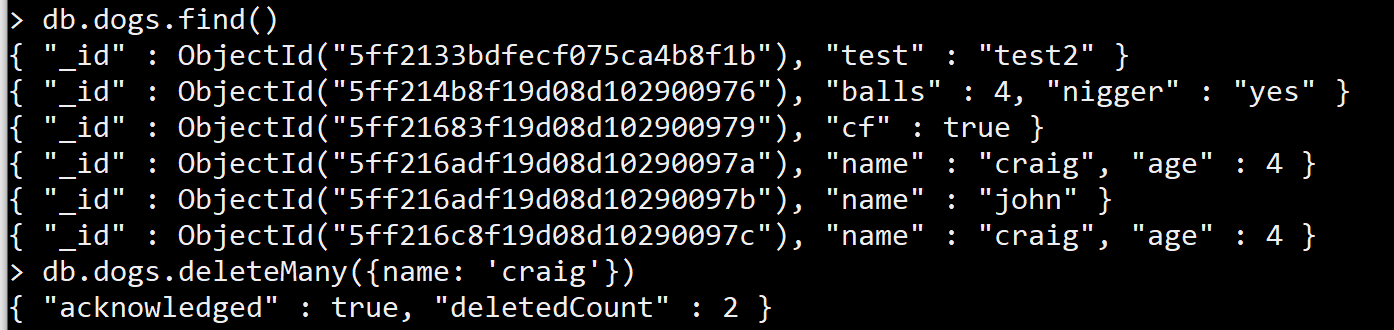 > db.dogs.find()
{ "_id" : ObjectId("5ff2133bdfecf075ca4b8f1b"), "test" : "test2" }
{ "_id" : ObjectId("5ff214b8f19d08d102900976"), "balls" : 4, "nigger" : "yes" }
{ "_id" : ObjectId("5ff21683f19d08d102900979"), "cf" : true }
{ "_id" : ObjectId("5ff216adf19d08d10290097a"), "name" : "craig", "age" : 4 }
{ "_id" : ObjectId("5ff216adf19d08d10290097b"), "name" : "john" }
{ "_id" : ObjectId("5ff216c8f19d08d10290097c"), "name" : "craig", "age" : 4 }
> db.dogs.deleteMany({name: 'craig'})
{ "acknowledged" : true, "deletedCount" : 2 }